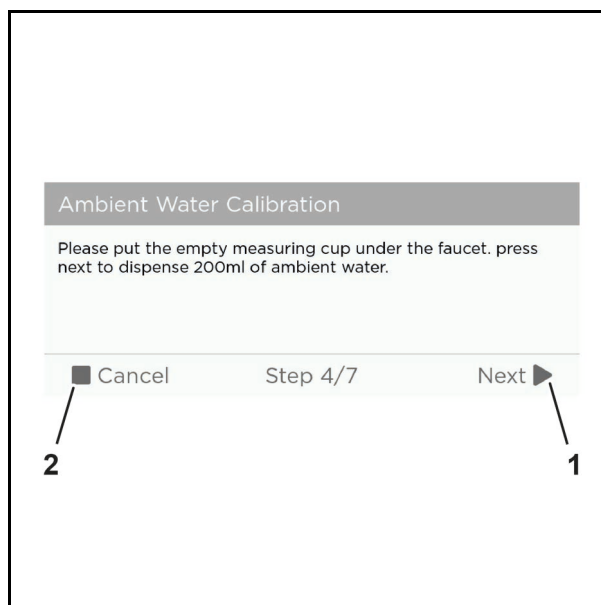 Ambient Water Calibration
Please put the empty measuring cup under the faucet. press
next to dispense 200ml of ambient water.
Cancel Step 4/7 Next
2 1